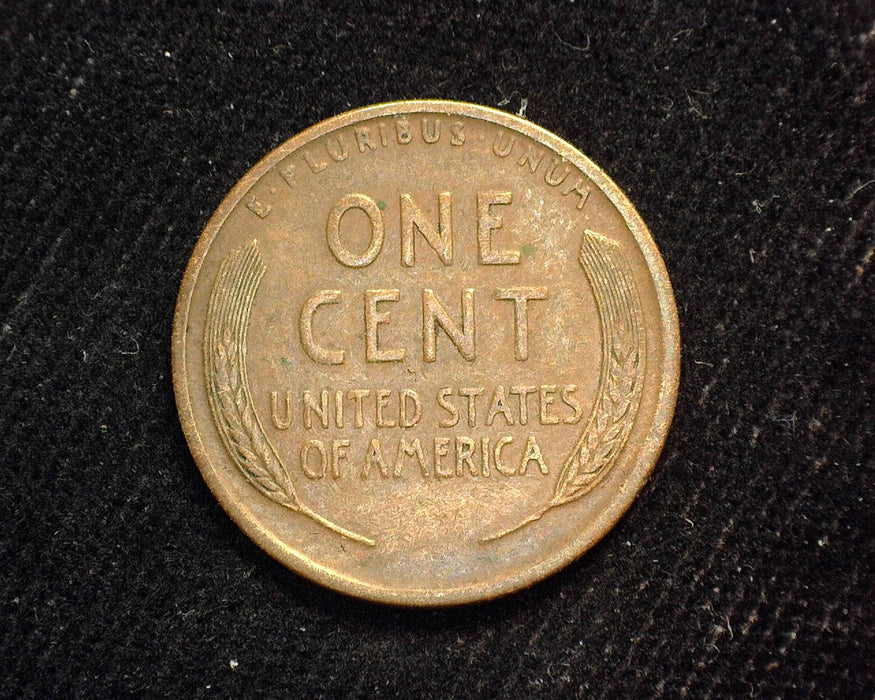 E·PLURIBUS·UNUM
ONE
CENT
UNITED STATES
OF AMERICA